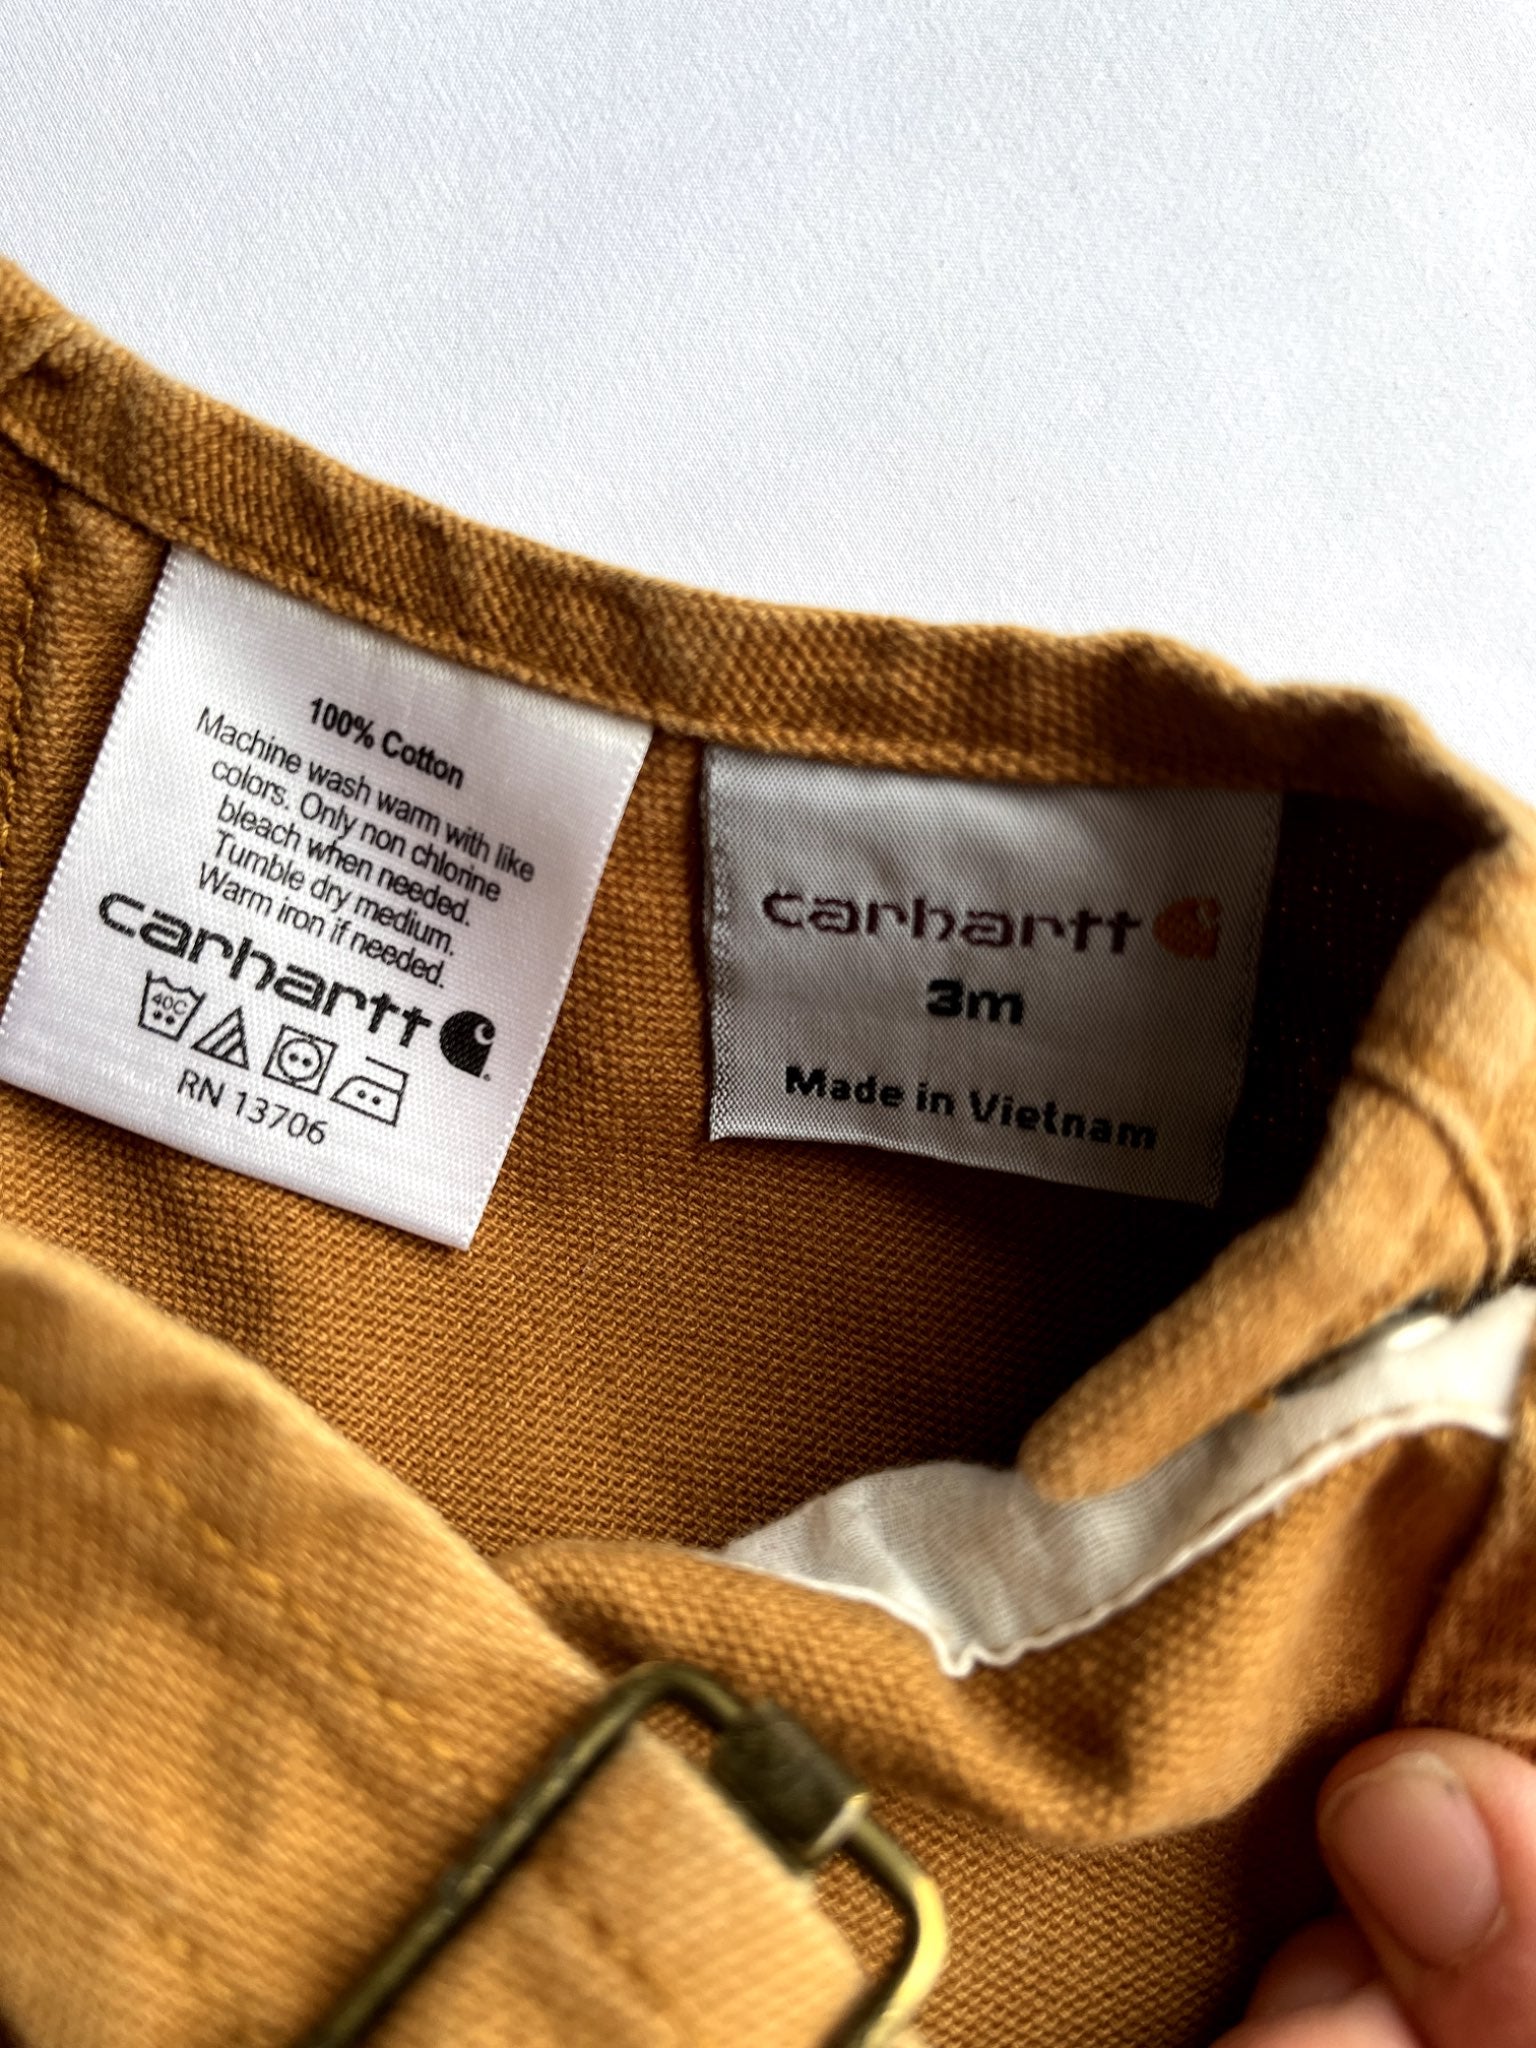 100% Cotton
Machine wash warm with like
colors. Only non chlorine
bleach when needed.
Tumble dry medium.
Warm iron if needed.
carhartt
40C
RN 13706
carhartt
3m
Made in Vietnam